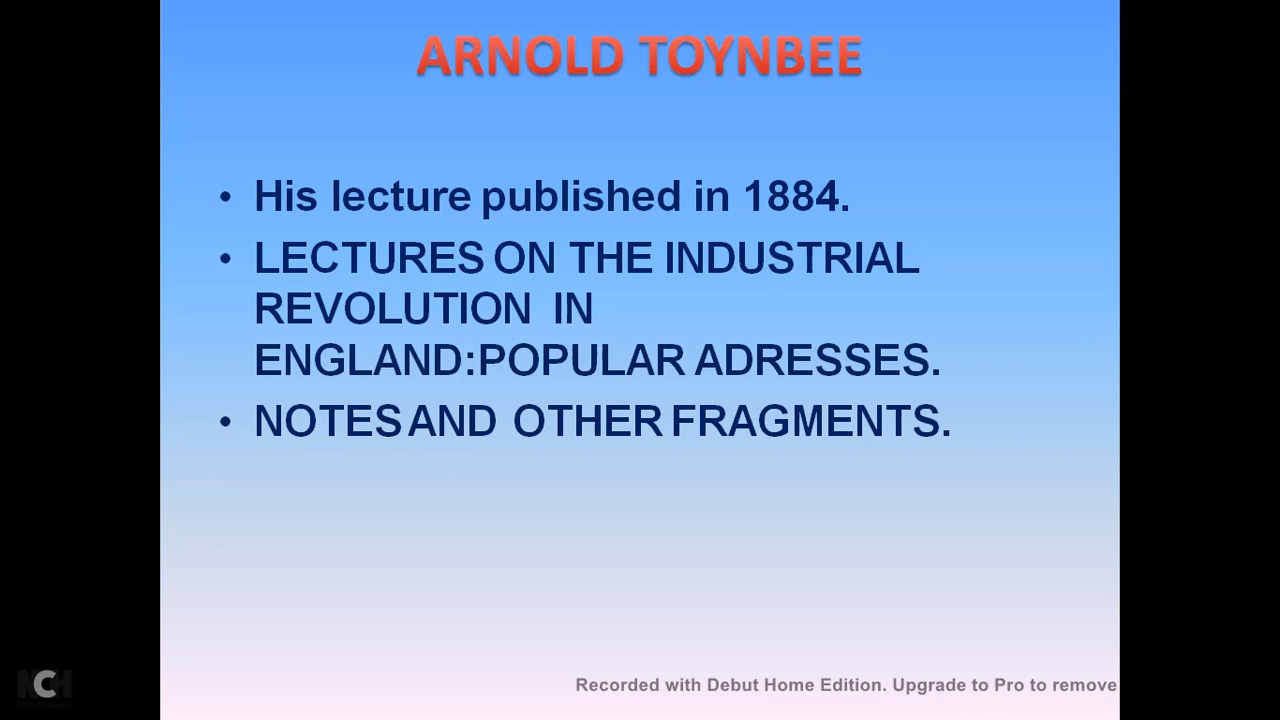 ARNOLD TOYNBEE
• His lecture published in 1884.
• LECTURES ON THE INDUSTRIAL
REVOLUTION IN
ENGLAND:POPULAR ADRESSES.
• NOTES AND OTHER FRAGMENTS.
NCH
Recorded with Debut Home Edition. Upgrade to Pro to remove